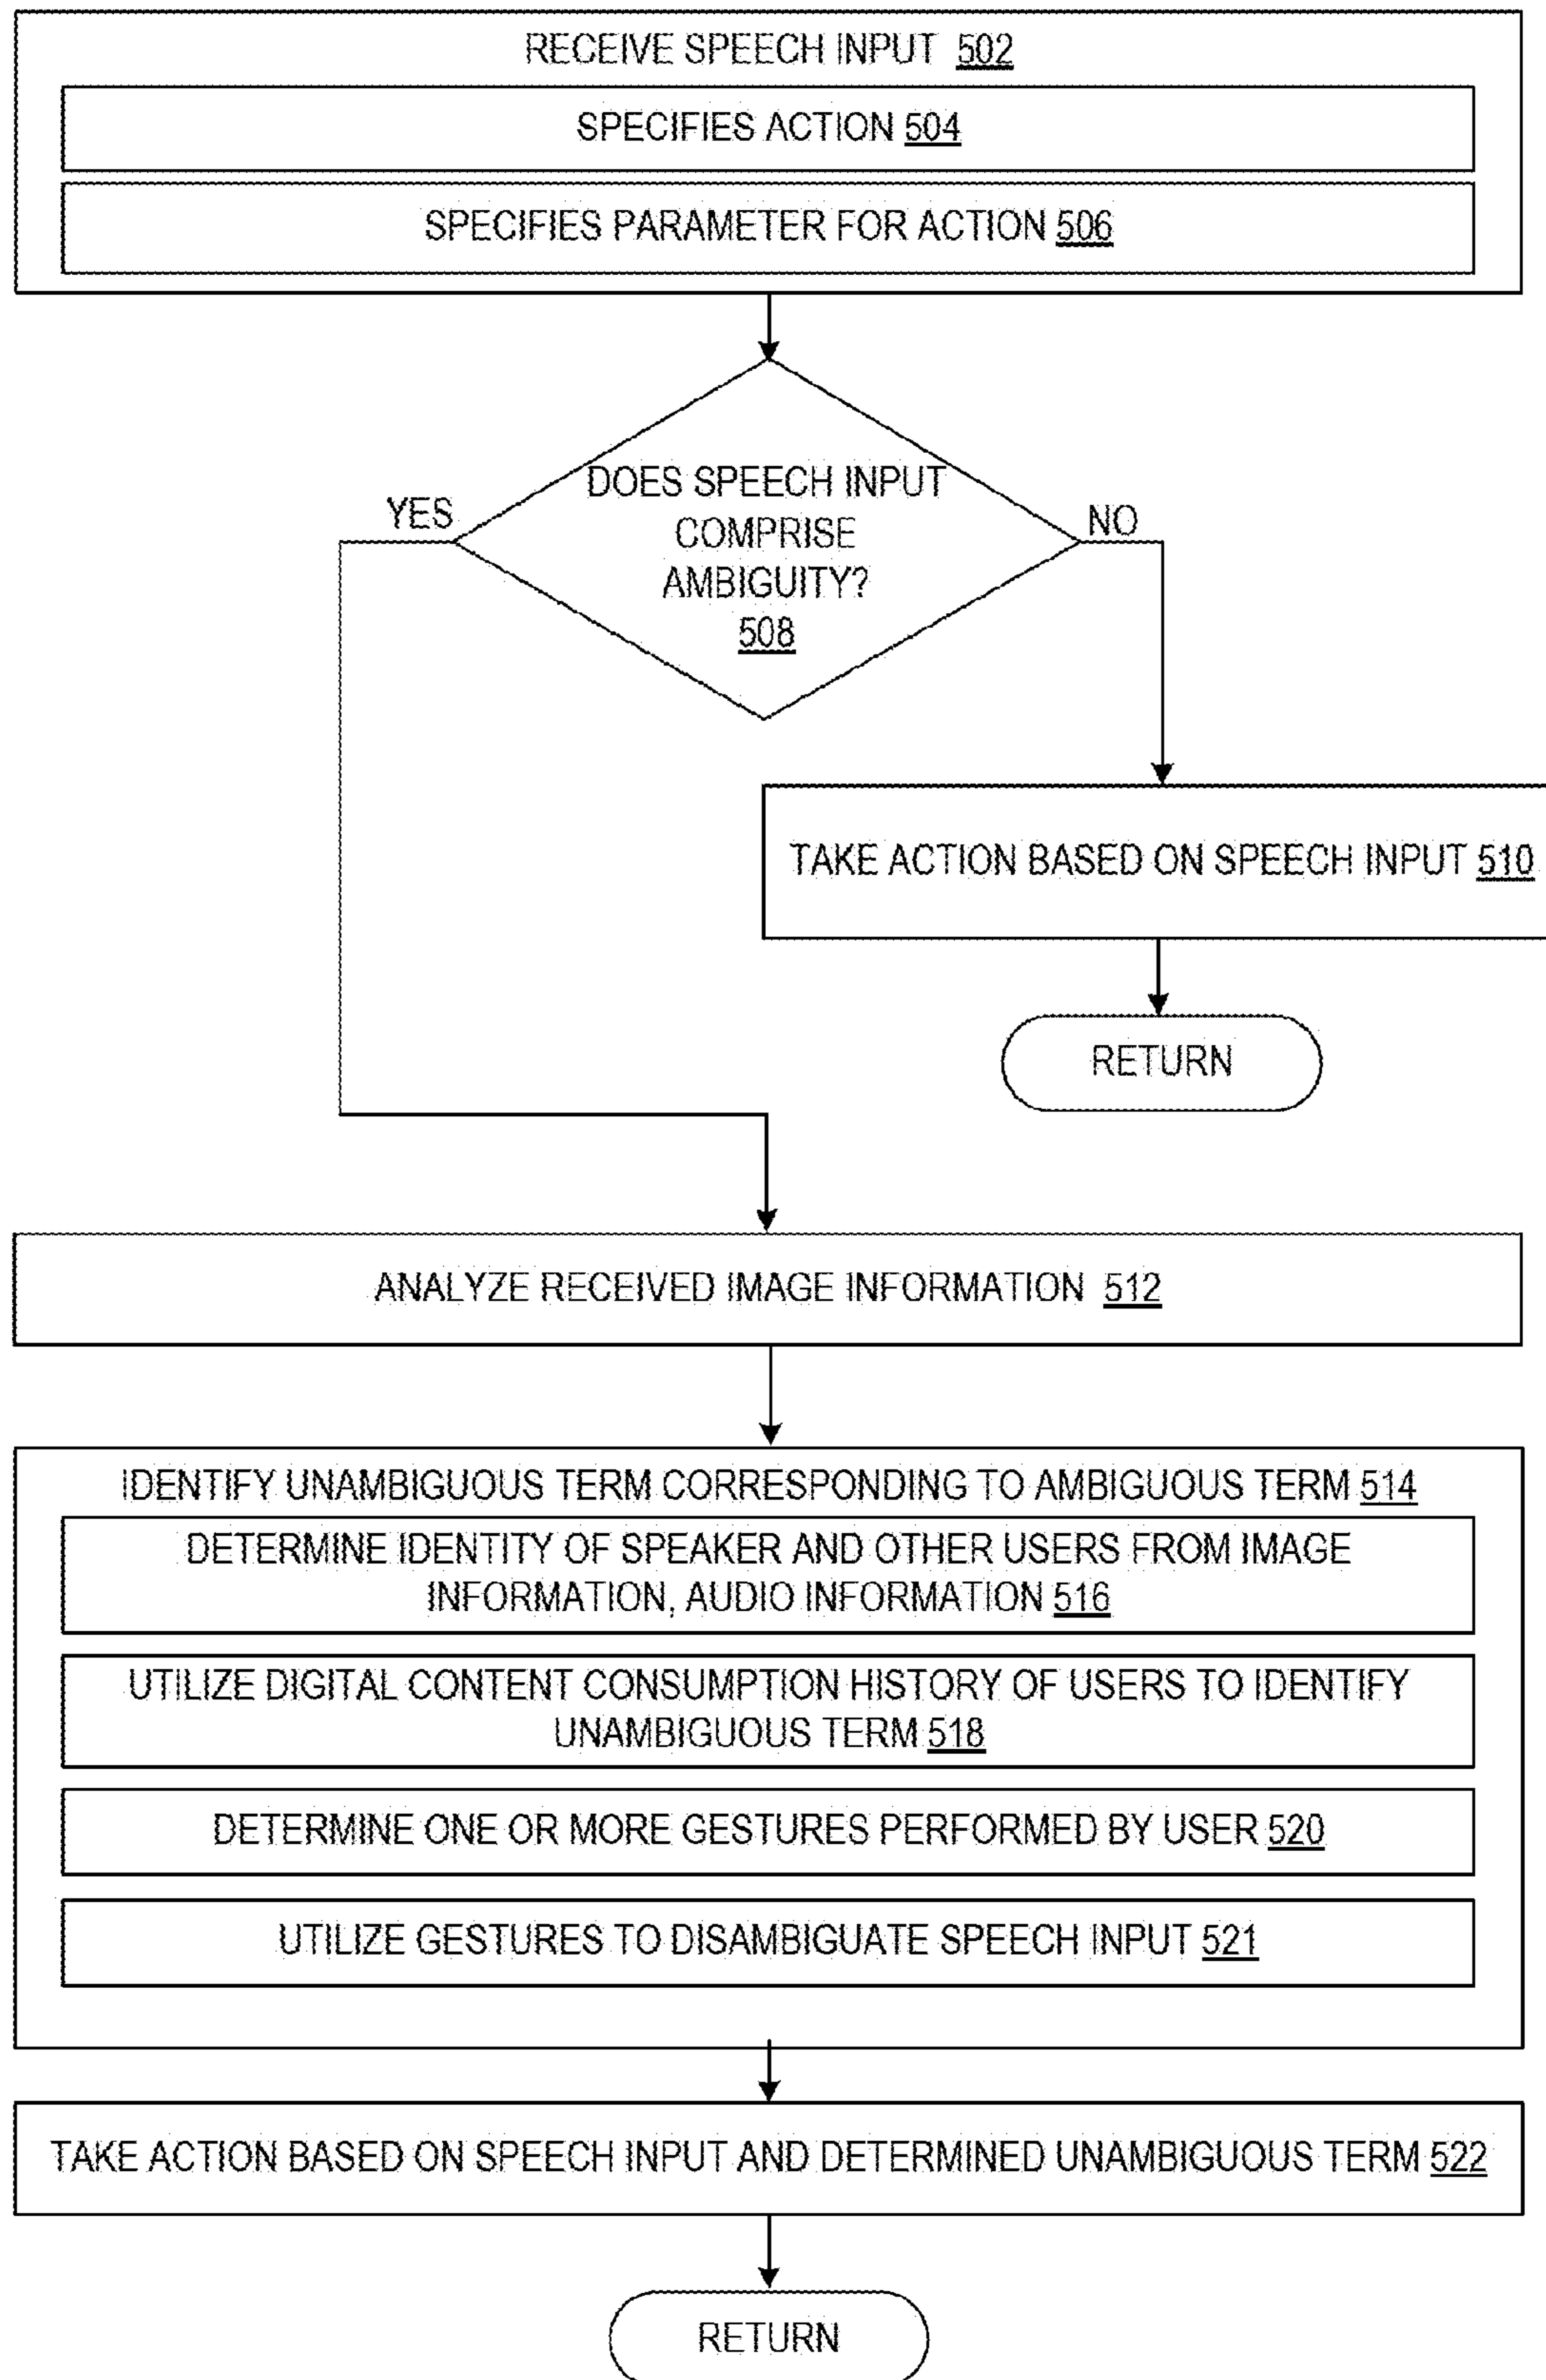 RECEIVE SPEECH INPUT 502
SPECIFIES ACTION 504
SPECIFIES PARAMETER FOR ACTION 506
DOES SPEECH INPUT
COMPRISE
AMBIGUITY?
508
YES
NO
TAKE ACTION BASED ON SPEECH INPUT 510
RETURN
ANALYZE RECEIVED IMAGE INFORMATION 512
IDENTIFY UNAMBIGUOUS TERM CORRESPONDING TO AMBIGUOUS TERM 514
DETERMINE IDENTITY OF SPEAKER AND OTHER USERS FROM IMAGE
INFORMATION, AUDIO INFORMATION 516
UTILIZE DIGITAL CONTENT CONSUMPTION HISTORY OF USERS TO IDENTIFY
UNAMBIGUOUS TERM 518
DETERMINE ONE OR MORE GESTURES PERFORMED BY USER 520
UTILIZE GESTURES TO DISAMBIGUATE SPEECH INPUT 521
TAKE ACTION BASED ON SPEECH INPUT AND DETERMINED UNAMBIGUOUS TERM 522
RETURN